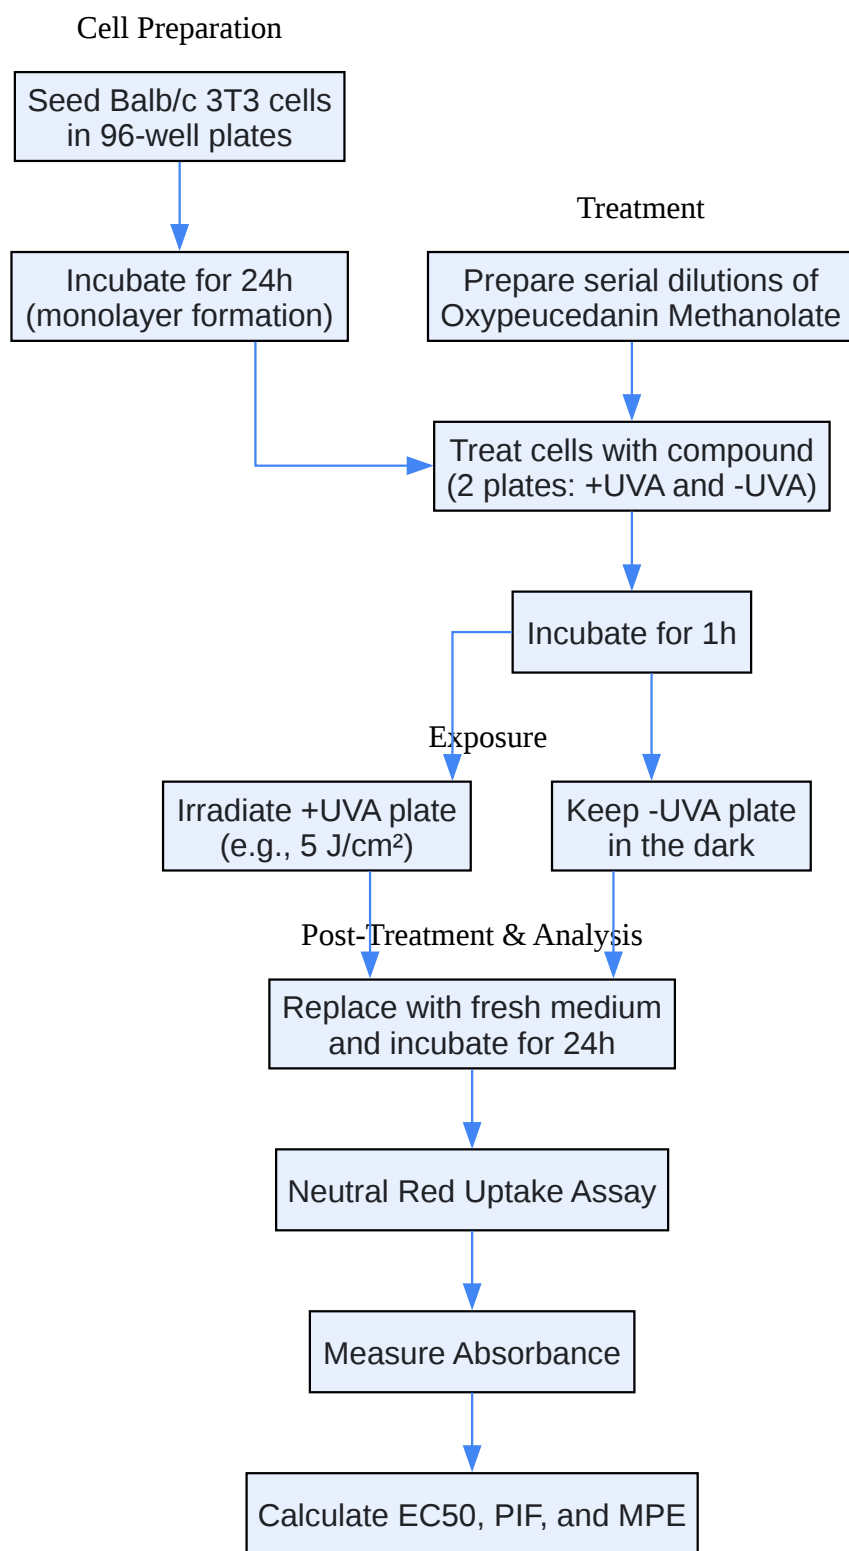 Cell Preparation
Seed Balb/c 3T3 cells
in 96-well plates
Incubate for 24h
(monolayer formation)
Treatment
Prepare serial dilutions of
Oxypeucedanin Methanolate
Treat cells with compound
(2 plates: +UVA and -UVA)
Incubate for 1h
Exposure
Irradiate +UVA plate
(e.g., 5 J/cm²)
Keep -UVA plate
in the dark
Post-Treatment & Analysis
Replace with fresh medium
and incubate for 24h
Neutral Red Uptake Assay
Measure Absorbance
Calculate EC50, PIF, and MPE